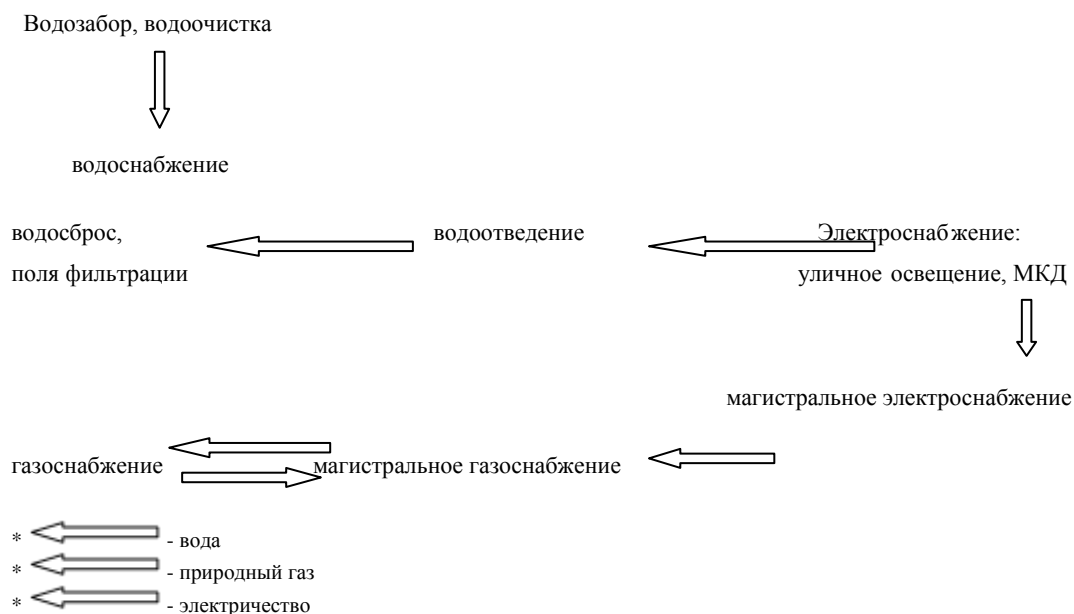 Водозабор, водоочистка
водоснабжение
водосброс, водоотведение Электроснабжение:
поля фильтрации уличное освещение, МКД
магистральное электроснабжение
газоснабжение магистральное газоснабжение
* - вода
* - природный газ
* - электричество